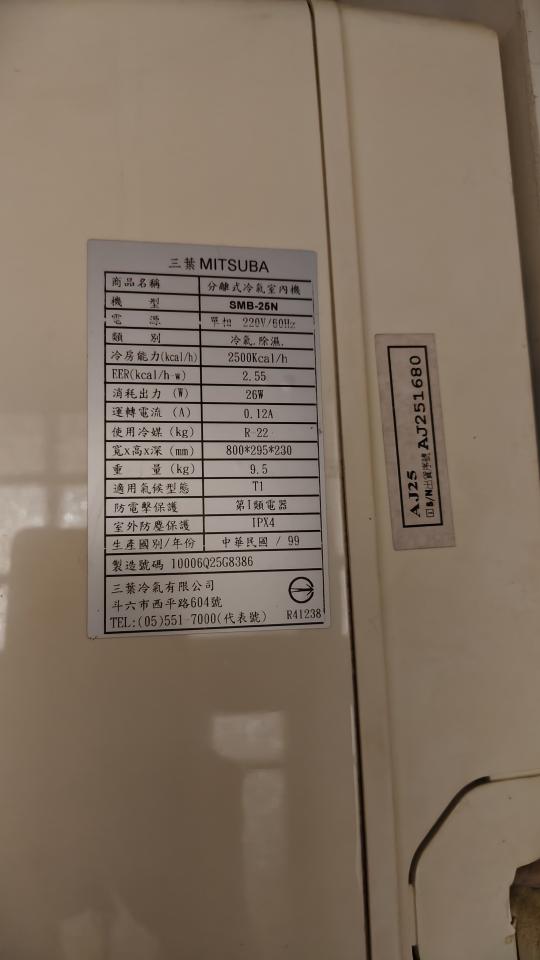 三葉 MITSUBA
商品名稱 分離式冷氣室內機
機 型 SMB-25N
電 源 單相 220V/60Hz
類 別 冷氣.除濕.
冷房能力(kcal/h) 2500Kcal/h
EER(kcal/h-w) 2.55
消耗出力 (W) 26W
運轉電流 (A) 0.12A
使用冷媒 (kg) R-22
寬x高x深 (mm) 800*295*230
重 量 (kg) 9.5
適用氣候型態 T1
防電擊保護 第I類電器
室外防塵保護 IPX4
生產國別/年份 中華民國 / 99
製造號碼 10006Q25G8386
三葉冷氣有限公司
斗六市西平路604號
TEL:(05)551-7000(代表號) R41238
AJ25
S/N出貨序號 AJ251680